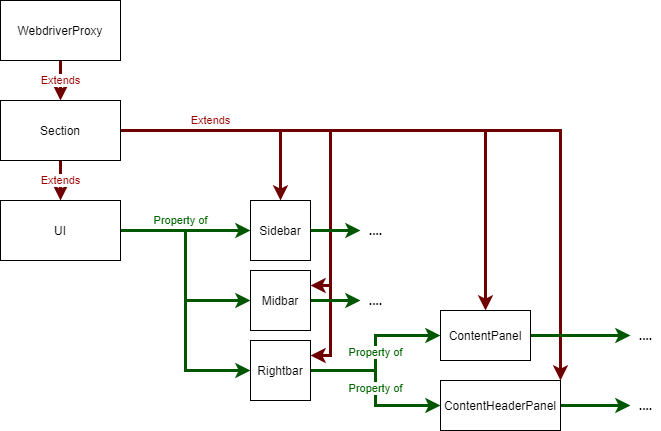 WebdriverProxy
Extends
Section
Extends
Extends
UI
Property of
Sidebar
....
Midbar
....
Rightbar
Property of
ContentPanel
....
Property of
ContentHeaderPanel
....